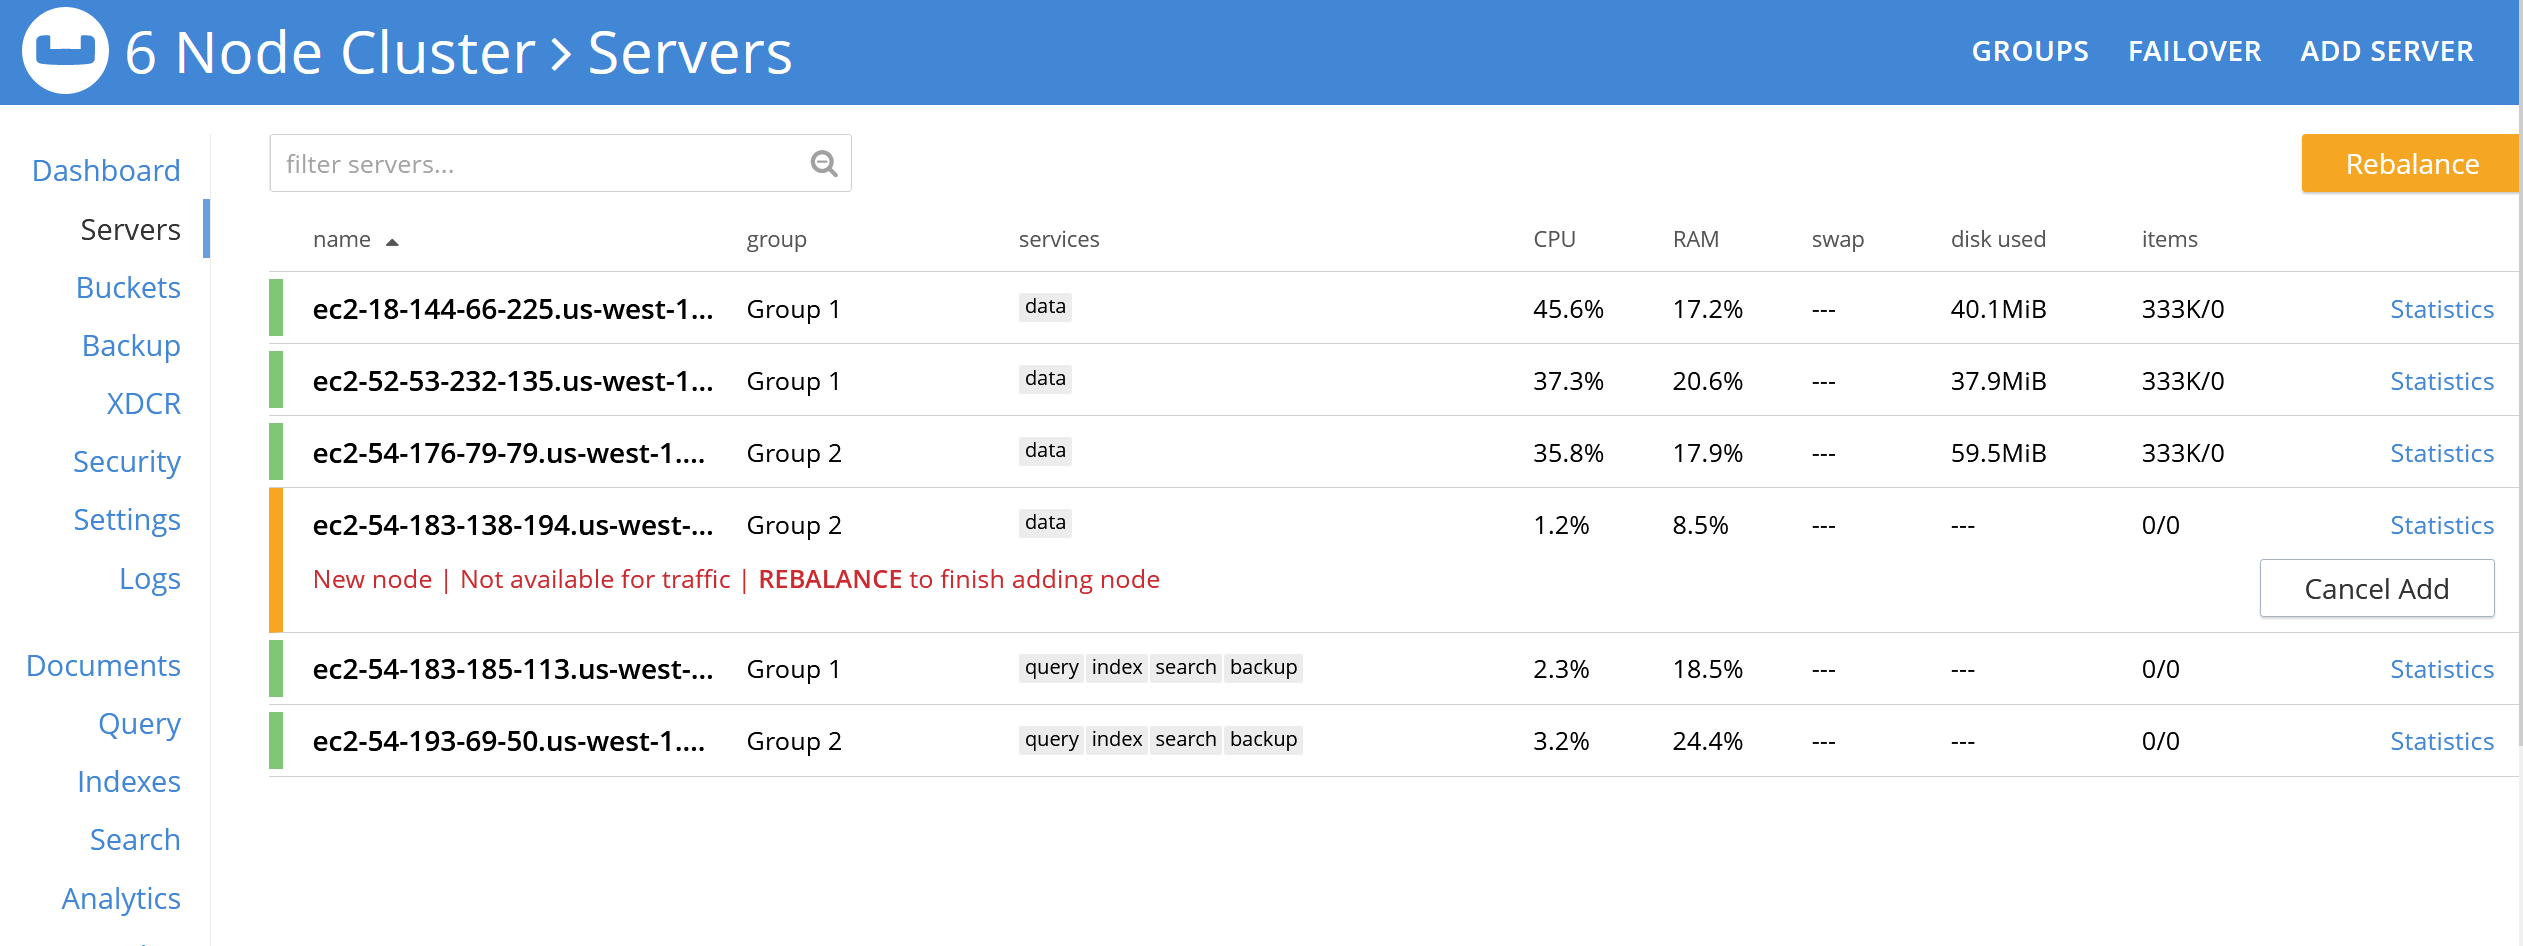 6 Node Cluster > Servers
GROUPS FAILOVER ADD SERVER
Dashboard
Servers
Buckets
Backup
XDCR
Security
Settings
Logs
Documents
Query
Indexes
Search
Analytics
filter servers...
Rebalance
name group services CPU RAM swap disk used items
ec2-18-144-66-225.us-west-1... Group 1 data 45.6% 17.2% --- 40.1MiB 333K/0 Statistics
ec2-52-53-232-135.us-west-1... Group 1 data 37.3% 20.6% --- 37.9MiB 333K/0 Statistics
ec2-54-176-79-79.us-west-1.... Group 2 data 35.8% 17.9% --- 59.5MiB 333K/0 Statistics
ec2-54-183-138-194.us-west-... Group 2 data 1.2% 8.5% --- --- 0/0 Statistics
New node | Not available for traffic | REBALANCE to finish adding node
Cancel Add
ec2-54-183-185-113.us-west-... Group 1 query index search backup 2.3% 18.5% --- --- 0/0 Statistics
ec2-54-193-69-50.us-west-1.... Group 2 query index search backup 3.2% 24.4% --- --- 0/0 Statistics